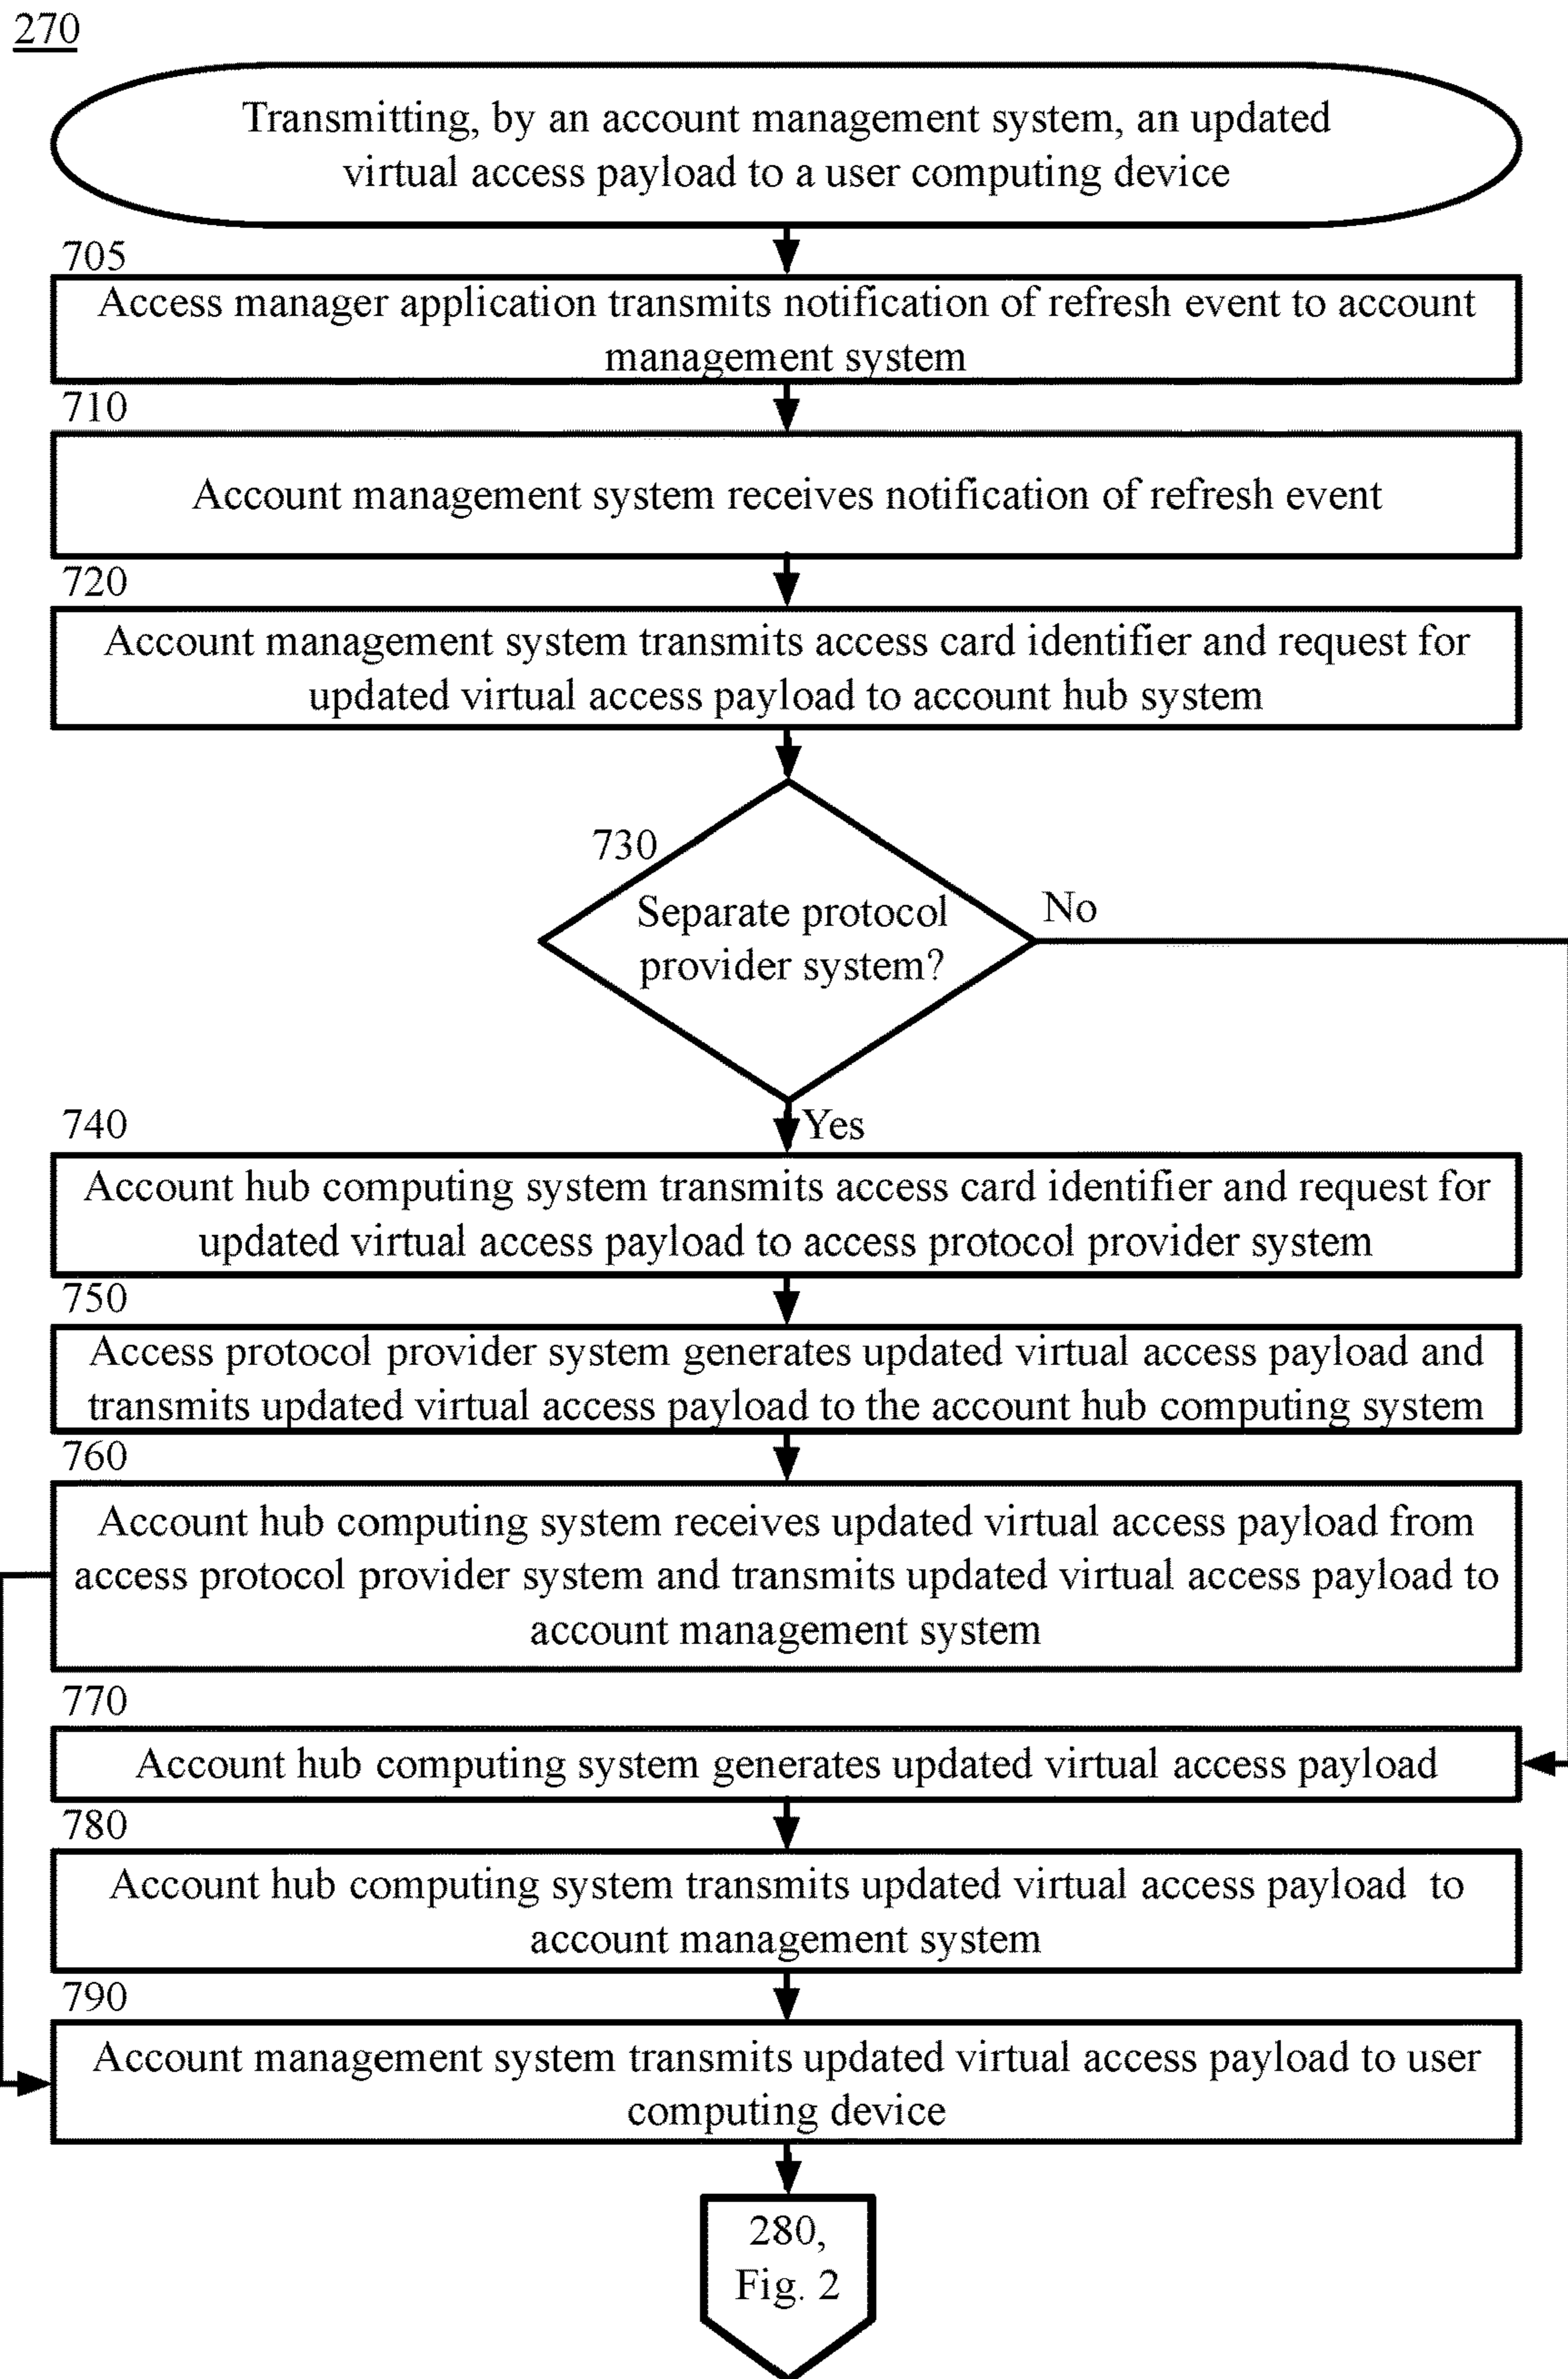 270
Transmitting, by an account management system, an updated
virtual access payload to a user computing device
705
Access manager application transmits notification of refresh event to account
management system
710
Account management system receives notification of refresh event
720
Account management system transmits access card identifier and request for
updated virtual access payload to account hub system
730
Separate protocol
provider system?
No
Yes
740
Account hub computing system transmits access card identifier and request for
updated virtual access payload to access protocol provider system
750
Access protocol provider system generates updated virtual access payload and
transmits updated virtual access payload to the account hub computing system
760
Account hub computing system receives updated virtual access payload from
access protocol provider system and transmits updated virtual access payload to
account management system
770
Account hub computing system generates updated virtual access payload
780
Account hub computing system transmits updated virtual access payload to
account management system
790
Account management system transmits updated virtual access payload to user
computing device
280,
Fig. 2